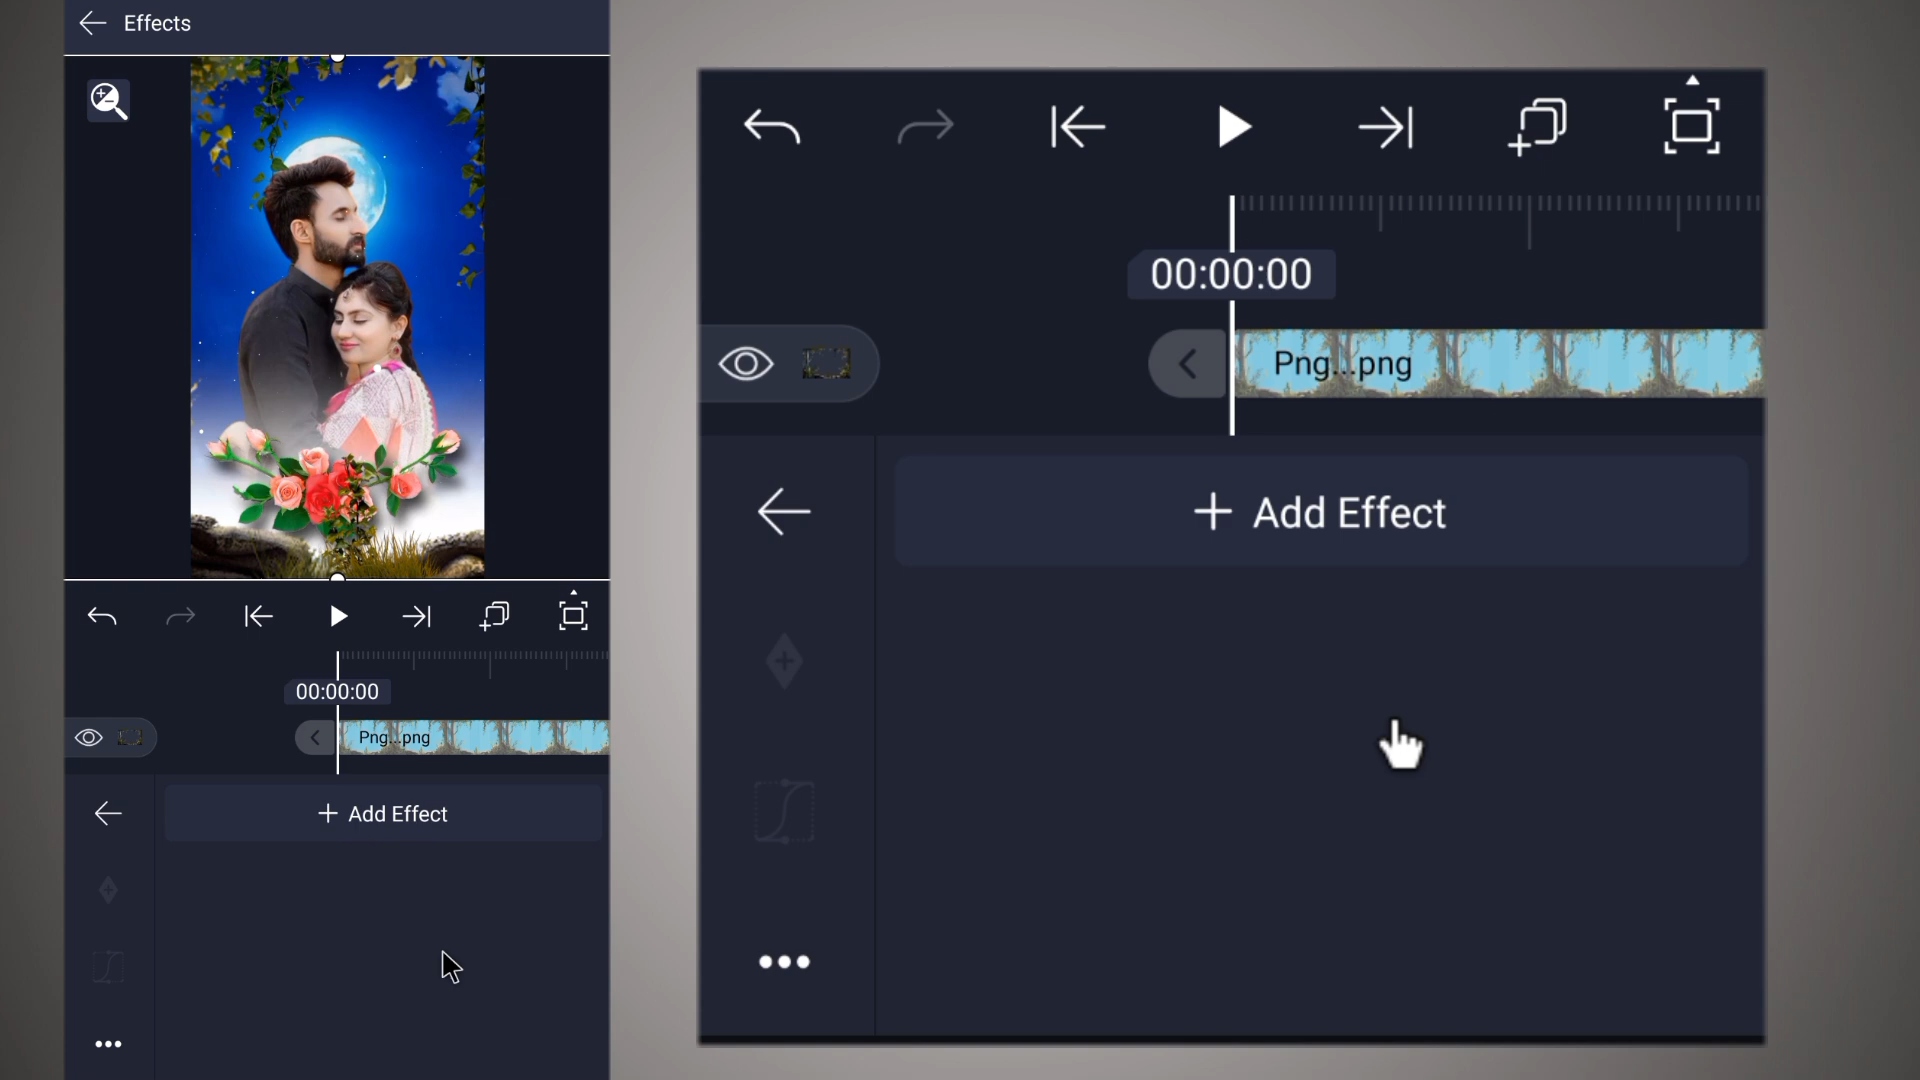 Effects
00:00:00
Png...png
+ Add Effect
00:00:00
Png...png
+ Add Effect